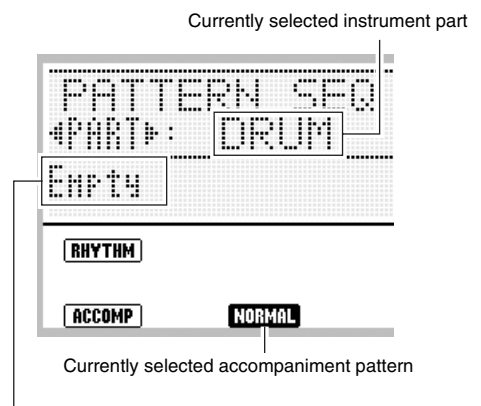 Currently selected instrument part
PATTERN SEQ
◀PART▶: DRUM
Empty
RHYTHM
ACCOMP NORMAL
Currently selected accompaniment pattern